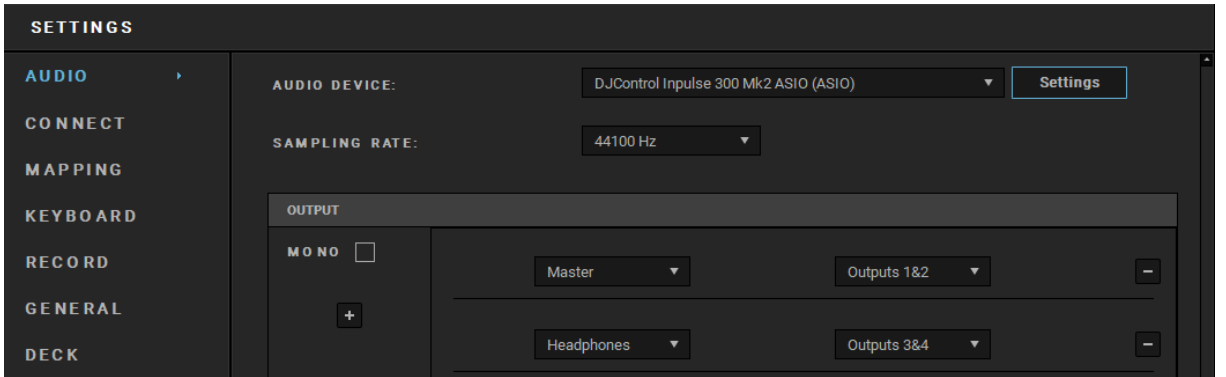 SETTINGS
AUDIO
CONNECT
MAPPING
KEYBOARD
RECORD
GENERAL
DECK
AUDIO DEVICE: DJControl Inpulse 300 Mk2 ASIO (ASIO) Settings
SAMPLING RATE: 44100 Hz
OUTPUT
MONO
+
Master Outputs 1&2 −
Headphones Outputs 3&4 −